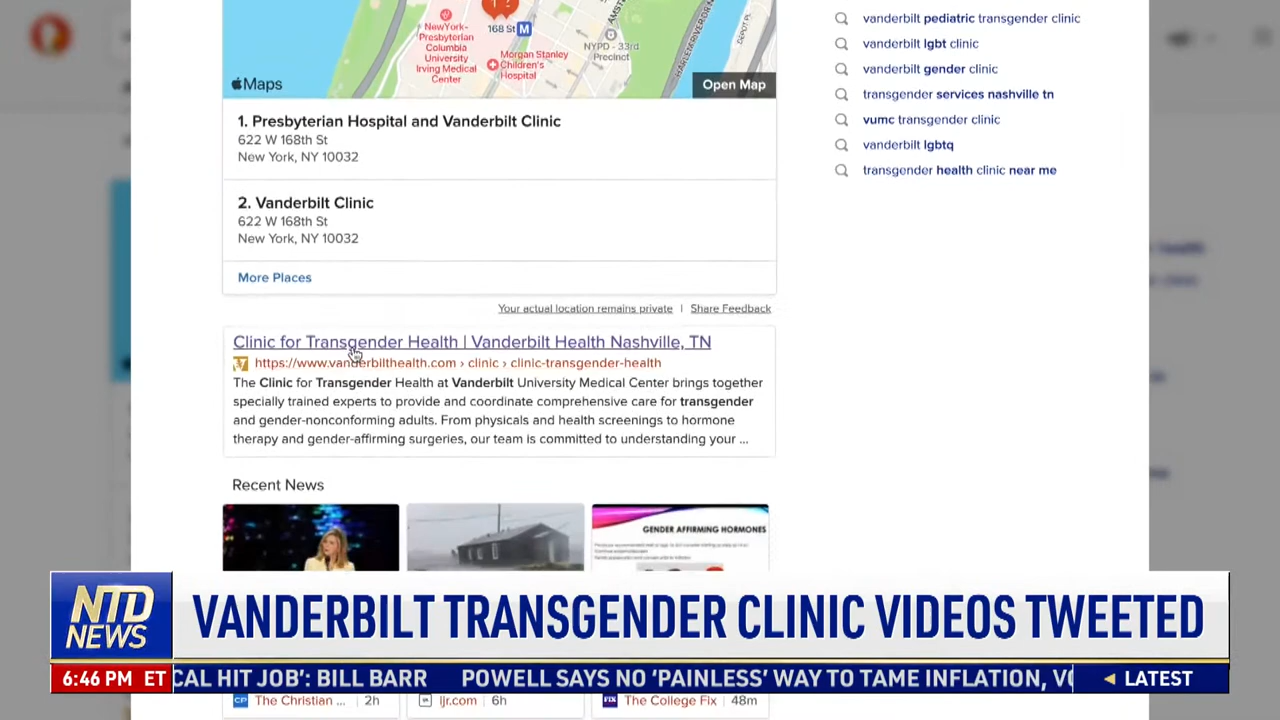 NewYork-
Presbyterian
Columbia
University
Irving Medical
Center
168 St M
Morgan Stanley
Children's
Hospital
NYPD - 33rd
Precinct
HARLEM RIVER
Maps
Open Map
1. Presbyterian Hospital and Vanderbilt Clinic
622 W 168th St
New York, NY 10032
2. Vanderbilt Clinic
622 W 168th St
New York, NY 10032
More Places
Your actual location remains private | Share Feedback
Clinic for Transgender Health | Vanderbilt Health Nashville, TN
https://www.vanderbilthealth.com › clinic › clinic-transgender-health
The Clinic for Transgender Health at Vanderbilt University Medical Center brings together
specially trained experts to provide and coordinate comprehensive care for transgender
and gender-nonconforming adults. From physicals and health screenings to hormone
therapy and gender-affirming surgeries, our team is committed to understanding your ...
Recent News
GENDER AFFIRMING HORMONES
vanderbilt pediatric transgender clinic
vanderbilt lgbt clinic
vanderbilt gender clinic
transgender services nashville tn
vumc transgender clinic
vanderbilt lgbtq
transgender health clinic near me
NTD
NEWS
VANDERBILT TRANSGENDER CLINIC VIDEOS TWEETED
6:46 PM ET
CAL HIT JOB': BILL BARR POWELL SAYS NO 'PAINLESS' WAY TO TAME INFLATION,
LATEST
CP The Christian ... 2h
ljr.com 6h
FIX The College Fix 48m